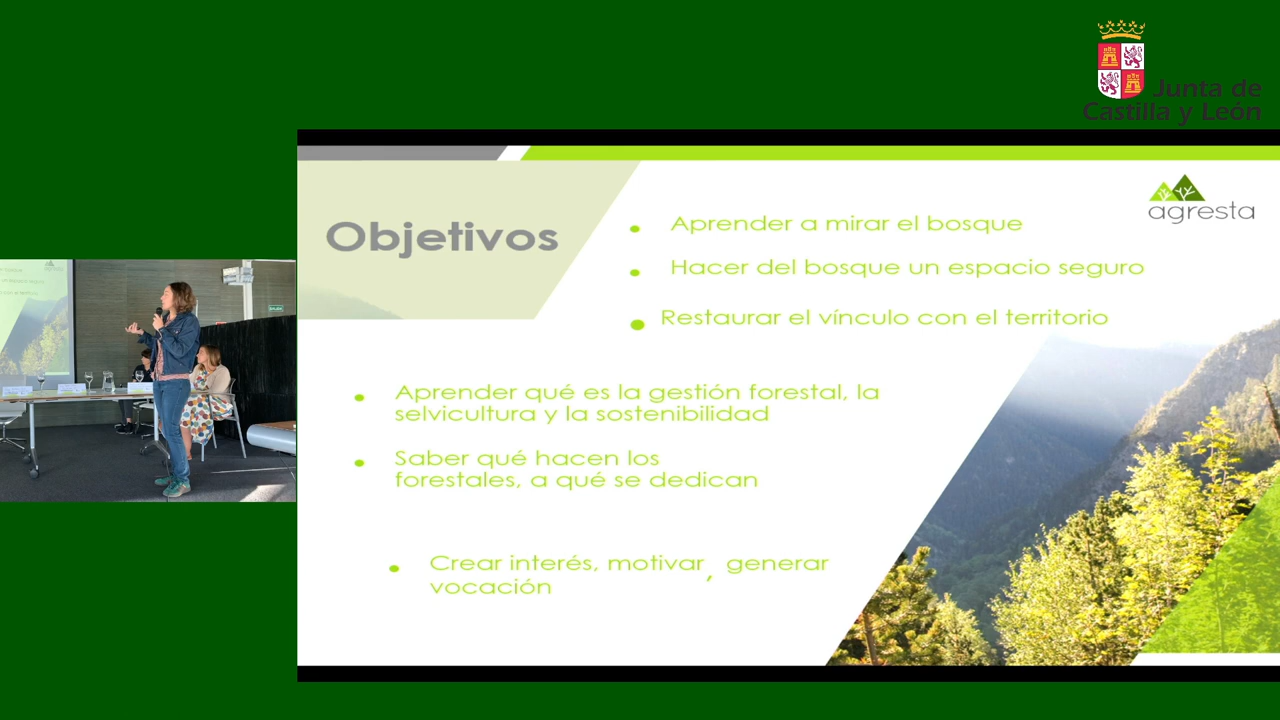 Junta de
Castilla y León
agresta
Objetivos
• Aprender a mirar el bosque
• Hacer del bosque un espacio seguro
• Restaurar el vínculo con el territorio
• Aprender qué es la gestión forestal, la
selvicultura y la sostenibilidad
• Saber qué hacen los
forestales, a qué se dedican
• Crear interés, motivar, generar
vocación